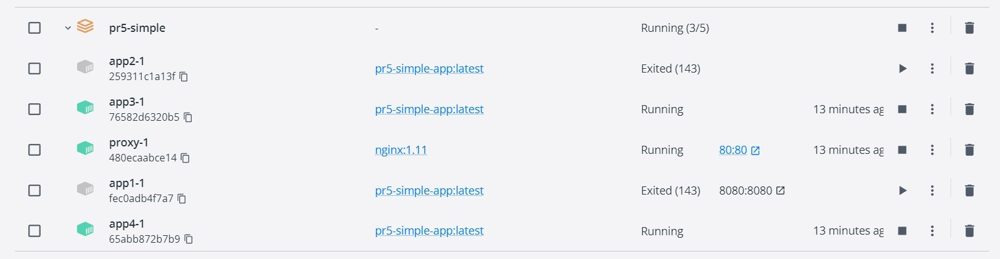 pr5-simple - Running (3/5)
app2-1
259311c1a13f pr5-simple-app:latest Exited (143)
app3-1
76582d6320b5 pr5-simple-app:latest Running 13 minutes ag
proxy-1
480ecaabce14 nginx:1.11 Running 80:80 13 minutes ag
app1-1
fec0adb4f7a7 pr5-simple-app:latest Exited (143) 8080:8080
app4-1
65abb872b7b9 pr5-simple-app:latest Running 13 minutes ag